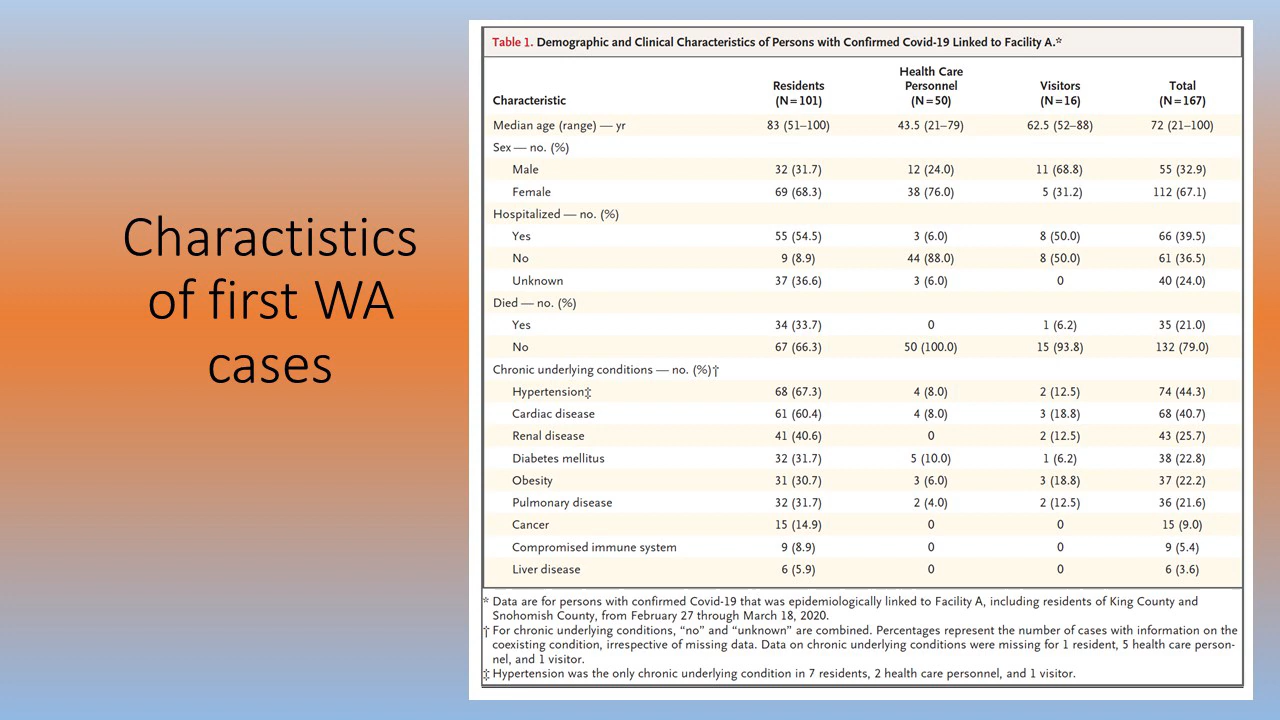 Charactistics
of first WA
cases
Table 1. Demographic and Clinical Characteristics of Persons with Confirmed Covid-19 Linked to Facility A.*
Characteristic Residents (N=101) Health Care Personnel (N=50) Visitors (N=16) Total (N=167)
Median age (range) — yr 83 (51–100) 43.5 (21–79) 62.5 (52–88) 72 (21–100)
Sex — no. (%)
Male 32 (31.7) 12 (24.0) 11 (68.8) 55 (32.9)
Female 69 (68.3) 38 (76.0) 5 (31.2) 112 (67.1)
Hospitalized — no. (%)
Yes 55 (54.5) 3 (6.0) 8 (50.0) 66 (39.5)
No 9 (8.9) 44 (88.0) 8 (50.0) 61 (36.5)
Unknown 37 (36.6) 3 (6.0) 0 40 (24.0)
Died — no. (%)
Yes 34 (33.7) 0 1 (6.2) 35 (21.0)
No 67 (66.3) 50 (100.0) 15 (93.8) 132 (79.0)
Chronic underlying conditions — no. (%)†
Hypertension‡ 68 (67.3) 4 (8.0) 2 (12.5) 74 (44.3)
Cardiac disease 61 (60.4) 4 (8.0) 3 (18.8) 68 (40.7)
Renal disease 41 (40.6) 0 2 (12.5) 43 (25.7)
Diabetes mellitus 32 (31.7) 5 (10.0) 1 (6.2) 38 (22.8)
Obesity 31 (30.7) 3 (6.0) 3 (18.8) 37 (22.2)
Pulmonary disease 32 (31.7) 2 (4.0) 2 (12.5) 36 (21.6)
Cancer 15 (14.9) 0 0 15 (9.0)
Compromised immune system 9 (8.9) 0 0 9 (5.4)
Liver disease 6 (5.9) 0 0 6 (3.6)
* Data are for persons with confirmed Covid-19 that was epidemiologically linked to Facility A, including residents of King County and
Snohomish County, from February 27 through March 18, 2020.
† For chronic underlying conditions, “no” and “unknown” are combined. Percentages represent the number of cases with information on the
coexisting condition, irrespective of missing data. Data on chronic underlying conditions were missing for 1 resident, 5 health care person-
nel, and 1 visitor.
‡ Hypertension was the only chronic underlying condition in 7 residents, 2 health care personnel, and 1 visitor.